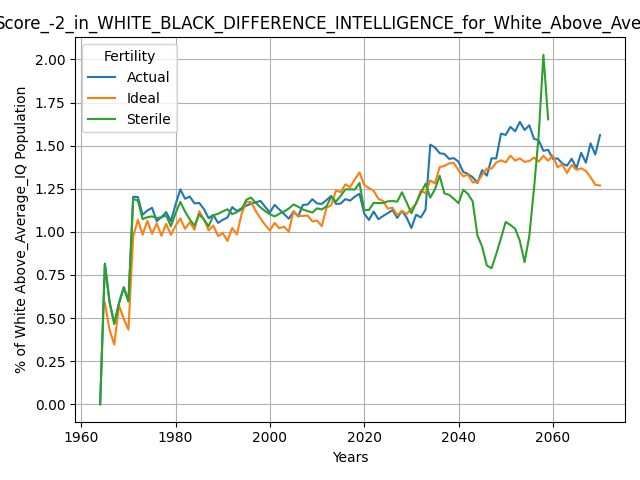 Score_-2_in_WHITE_BLACK_DIFFERENCE_INTELLIGENCE_for_White_Above_Ave
Fertility
Actual
Ideal
Sterile
% of White Above_Average_IQ Population
2.00
1.75
1.50
1.25
1.00
0.75
0.50
0.25
0.00
1960 1980 2000 2020 2040 2060
Years